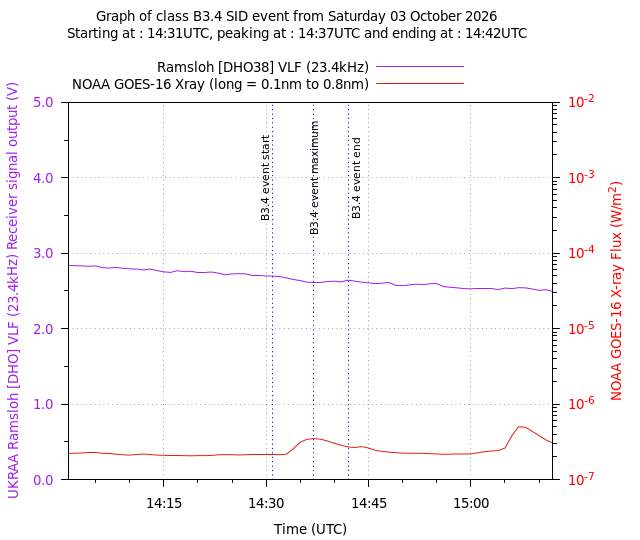 Graph of class B3.4 SID event from Saturday 03 October 2026
Starting at : 14:31UTC, peaking at : 14:37UTC and ending at : 14:42UTC
Ramsloh [DHO38] VLF (23.4kHz)
NOAA GOES-16 Xray (long = 0.1nm to 0.8nm)
UKRAA Ramsloh [DHO] VLF (23.4kHz) Receiver signal output (V)
5.0
4.0
3.0
2.0
1.0
0.0
B3.4 event start
B3.4 event maximum
B3.4 event end
10-2
10-3
10-4
10-5
10-6
10-7
NOAA GOES-16 X-ray Flux (W/m2)
14:15
14:30
14:45
15:00
Time (UTC)